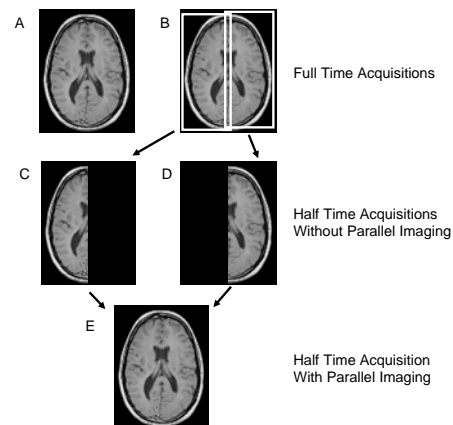 A
B
Full Time Acquisitions
C
D
Half Time Acquisitions
Without Parallel Imaging
E
Half Time Acquisition
With Parallel Imaging